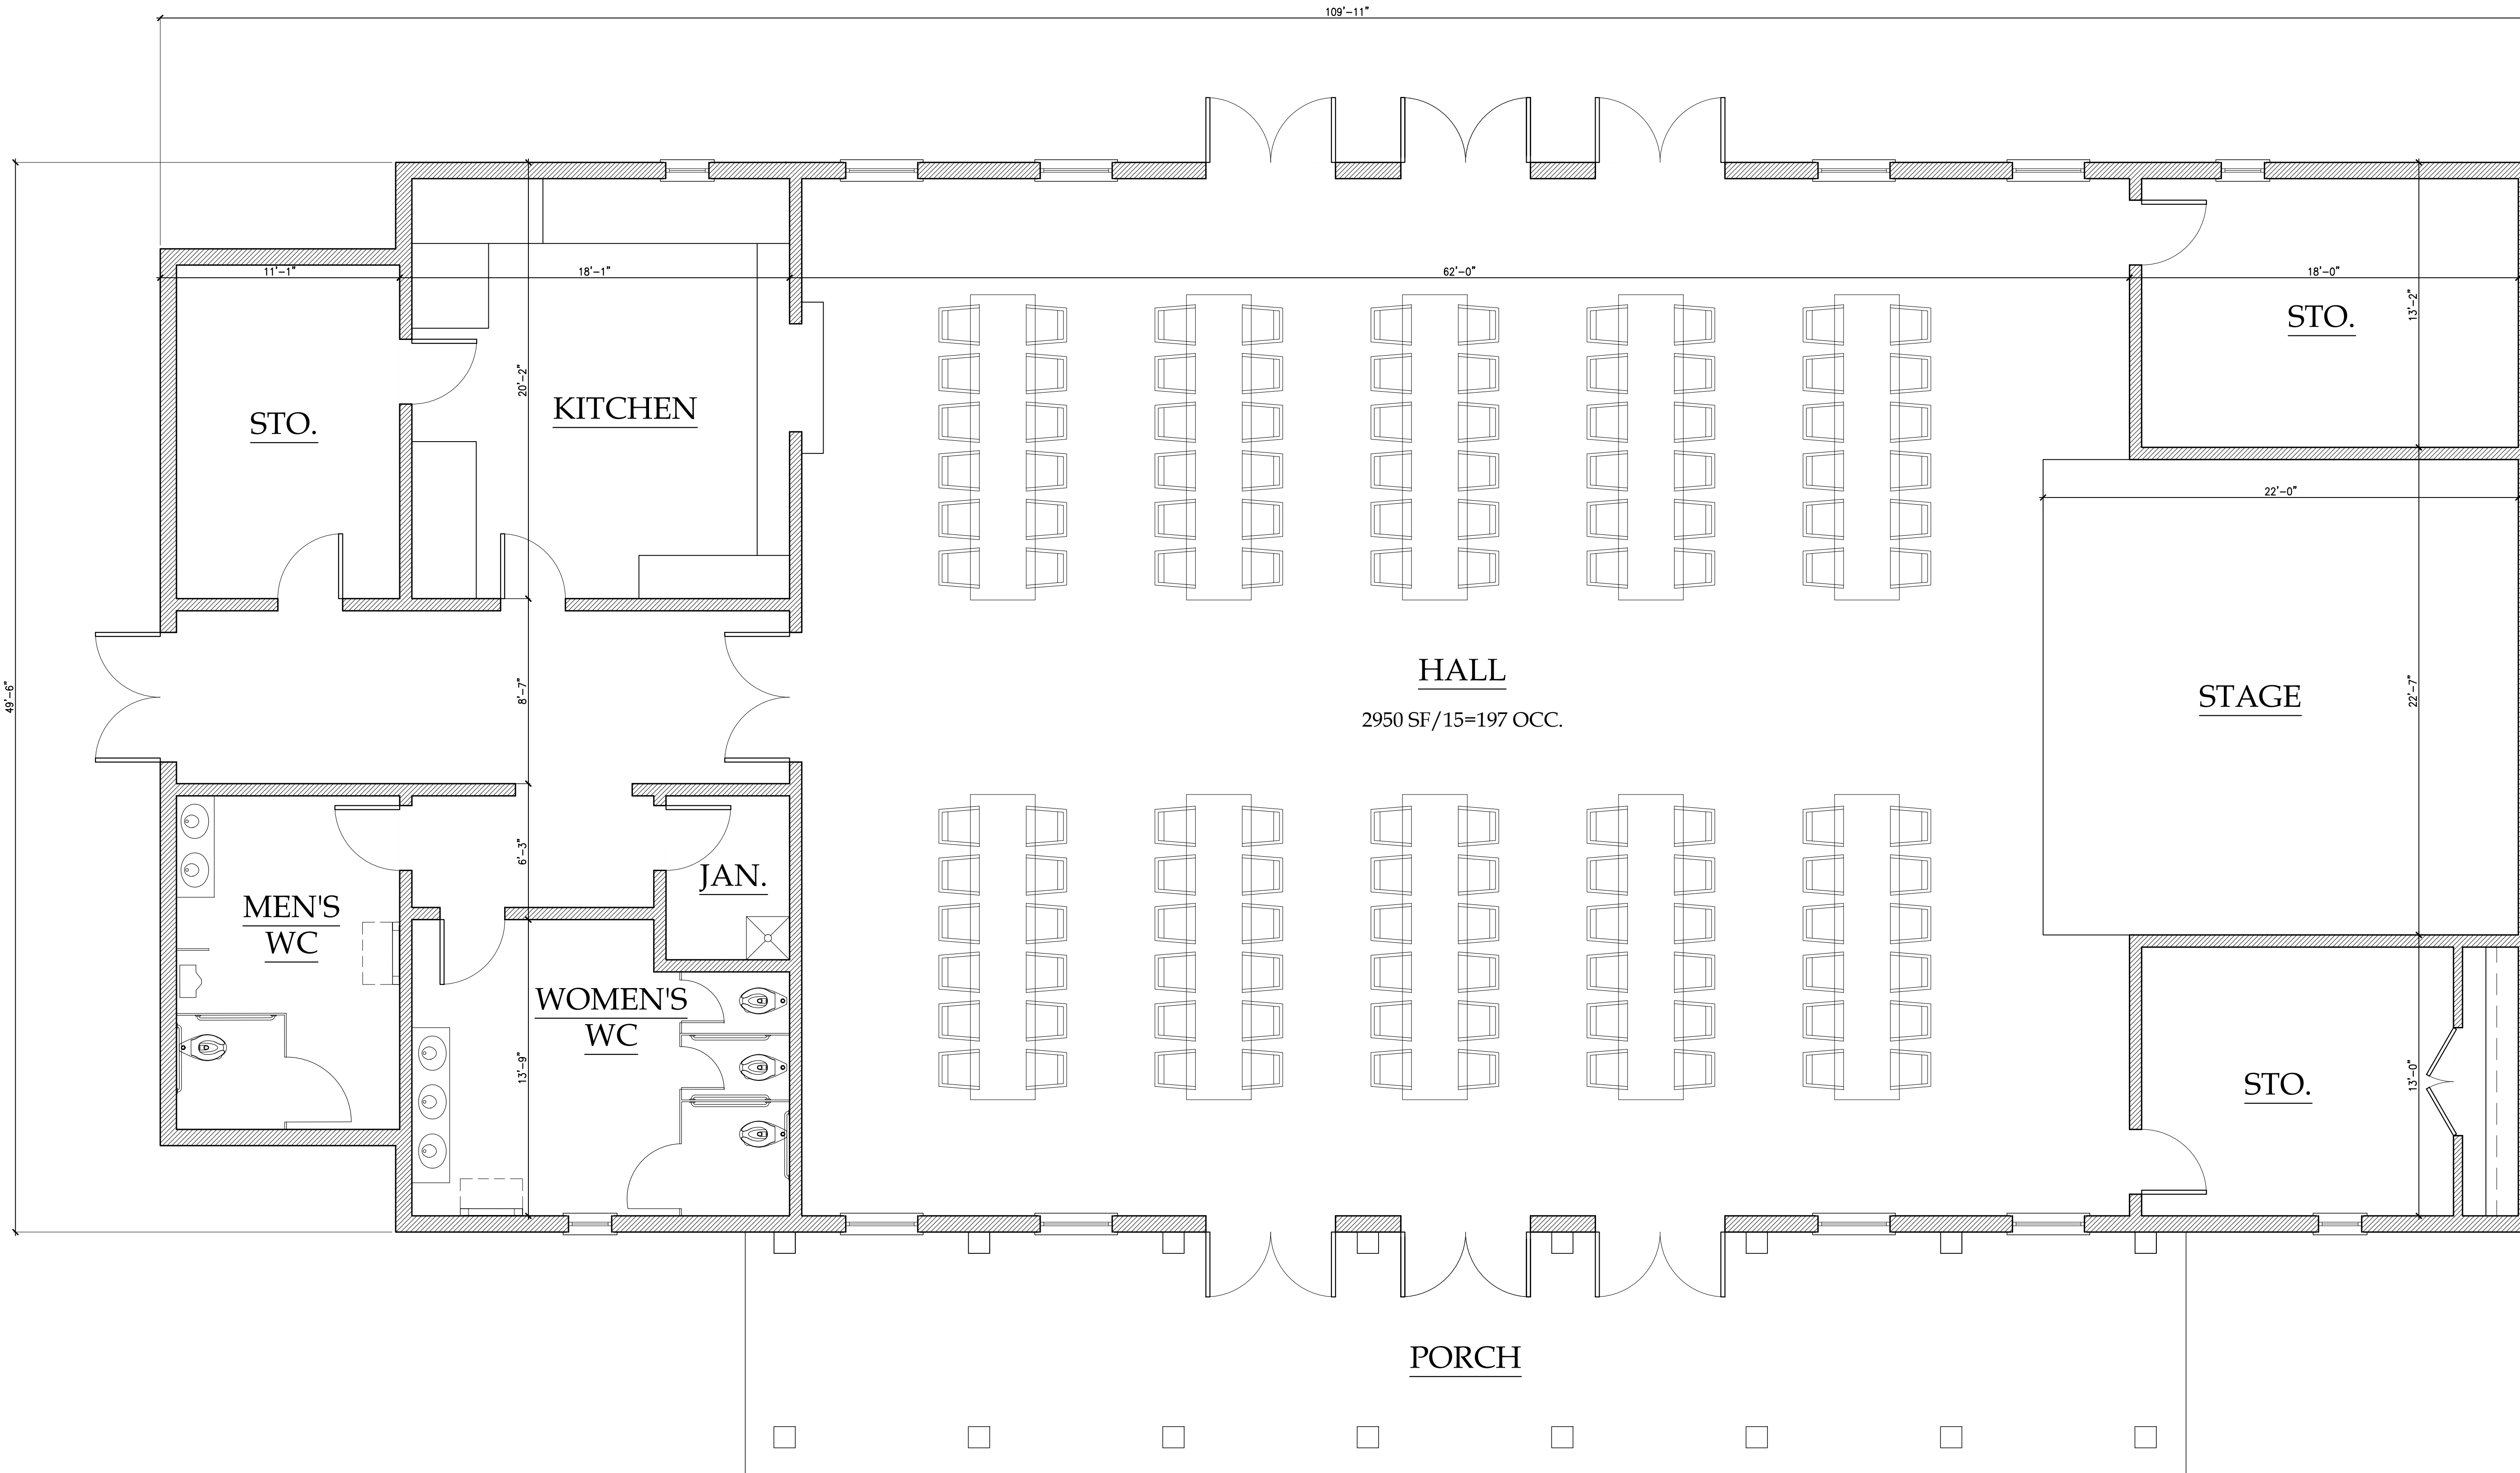 109'-11"
11'-1"
18'-1"
62'-0"
18'-0"
13'-2"
STO.
20'-2"
KITCHEN
STO.
22'-0"
HALL
2950 SF/15=197 OCC.
49'-6"
8'-7"
STAGE
22'-7"
6'-3"
JAN.
MEN'S
WC
WOMEN'S
WC
13'-9"
STO.
13'-0"
PORCH